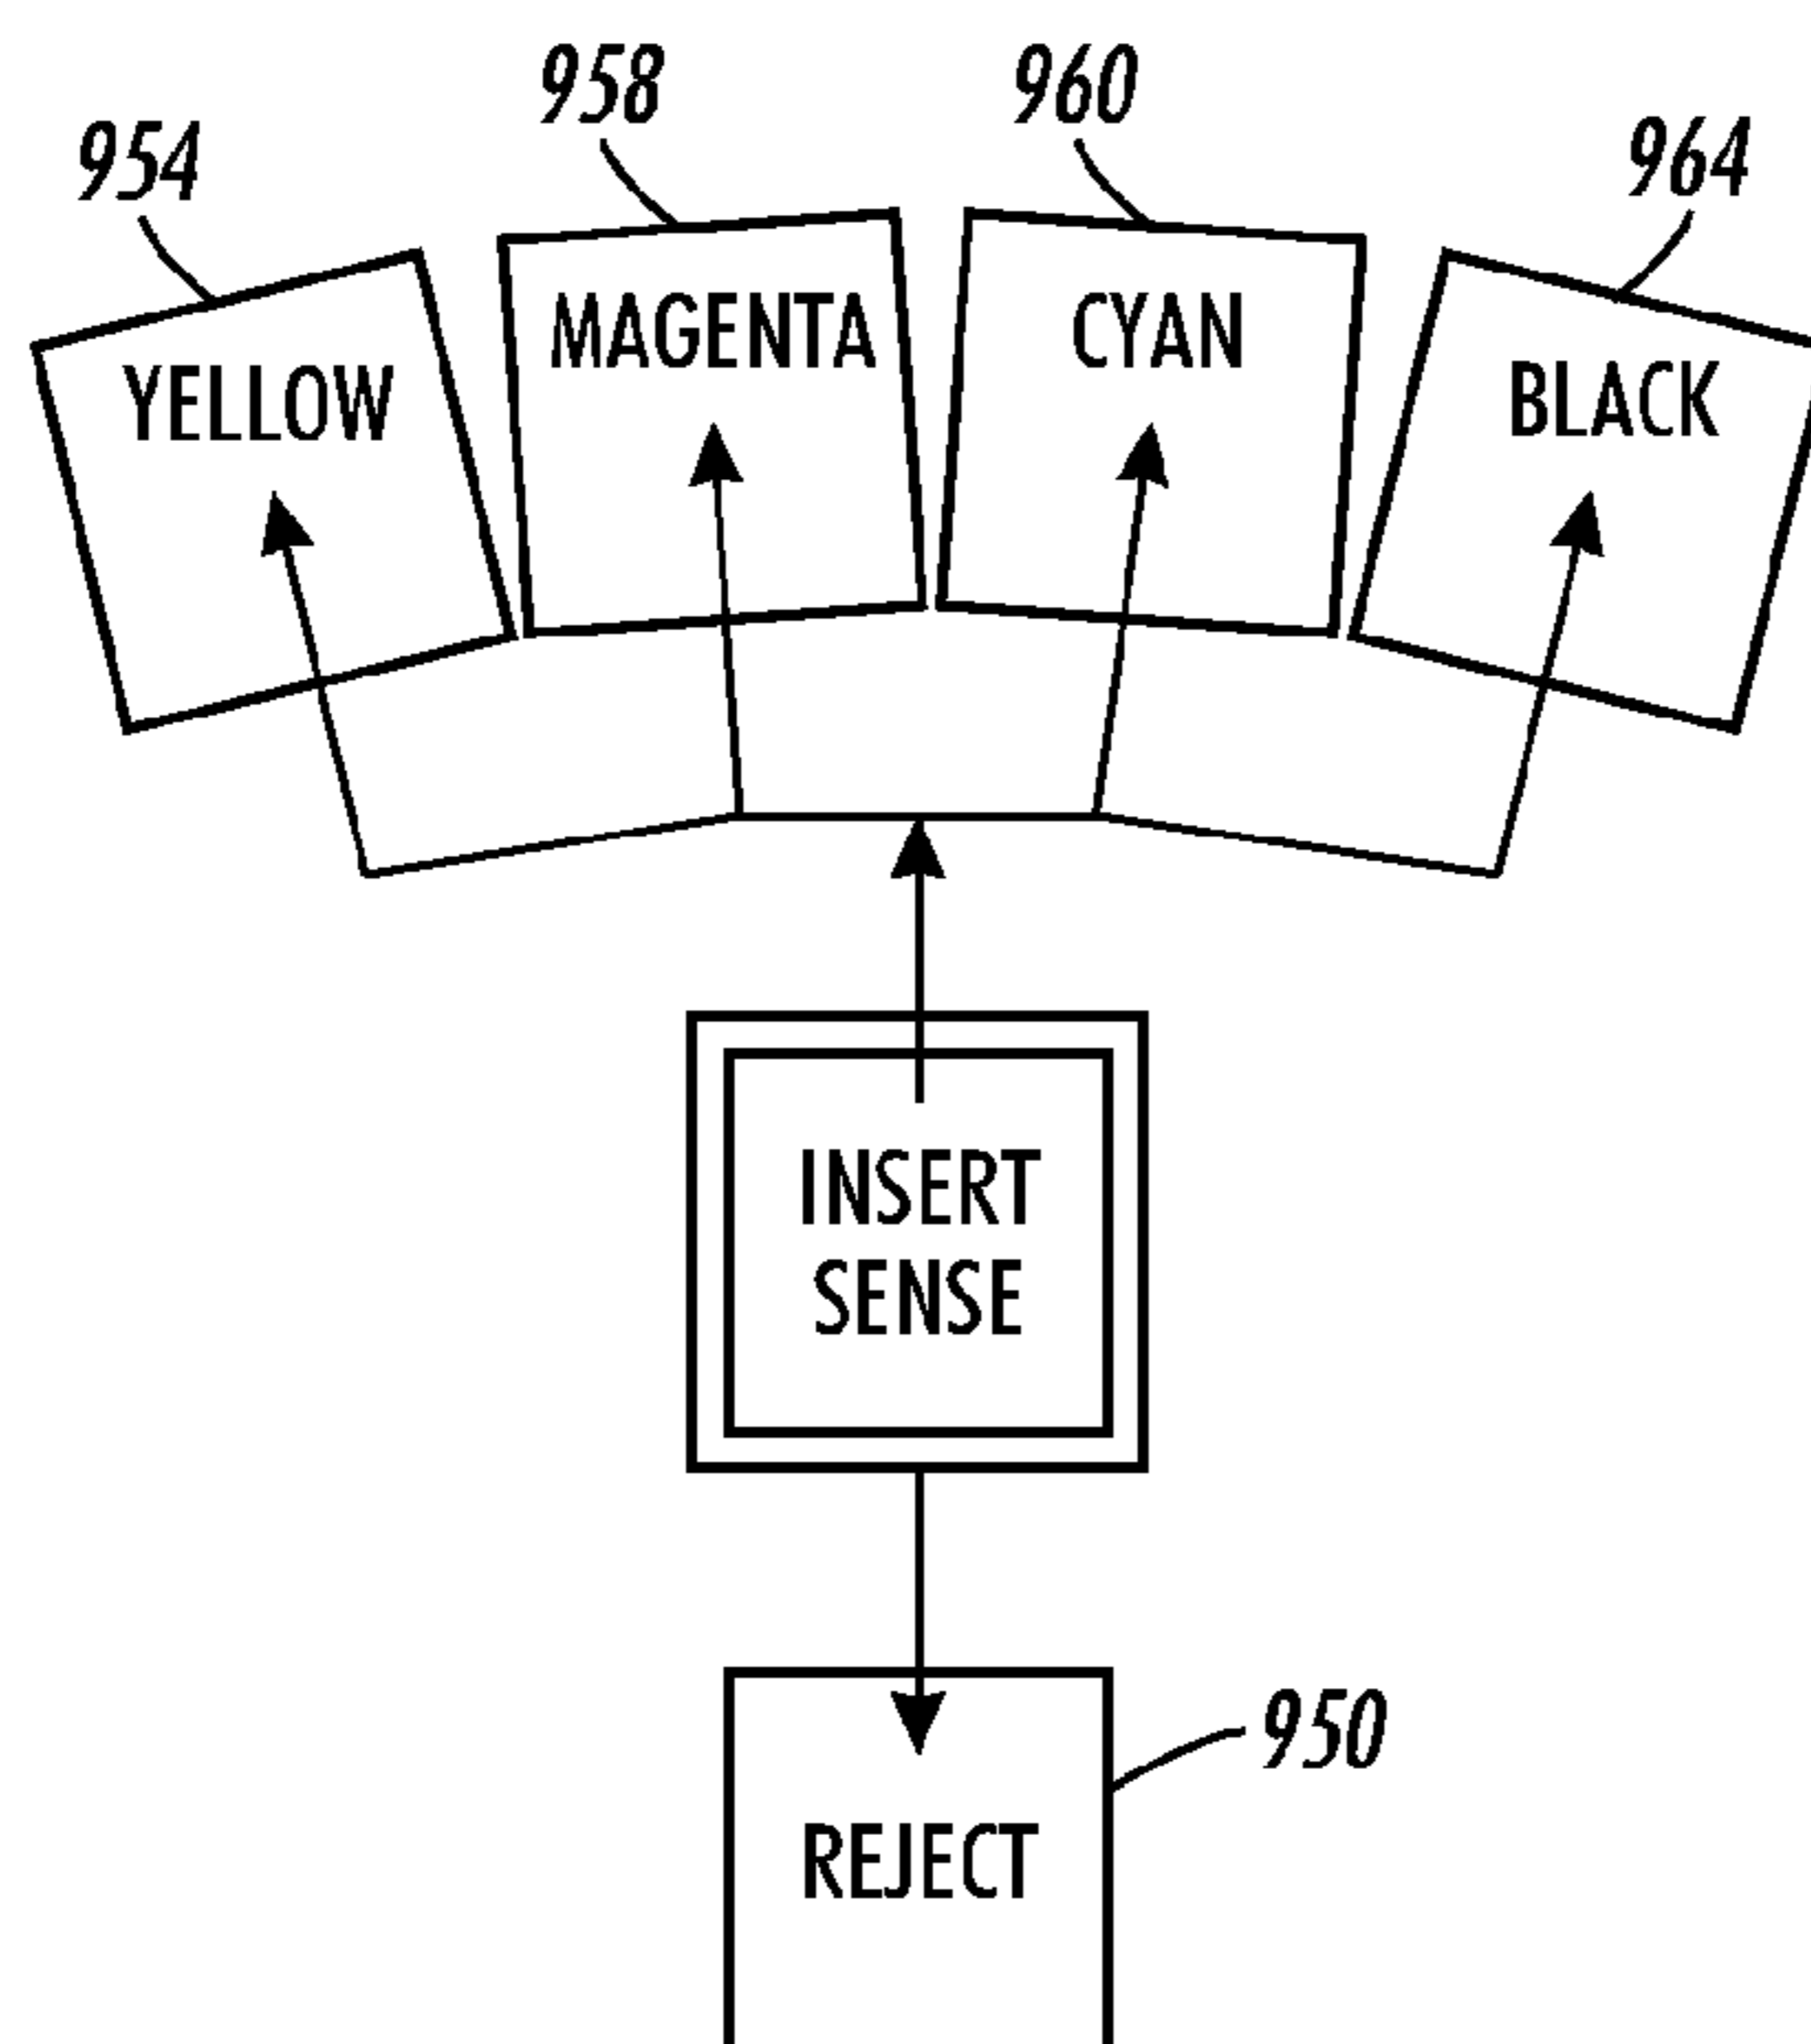 954
958
960
964
YELLOW
MAGENTA
CYAN
BLACK
INSERT
SENSE
950
REJECT